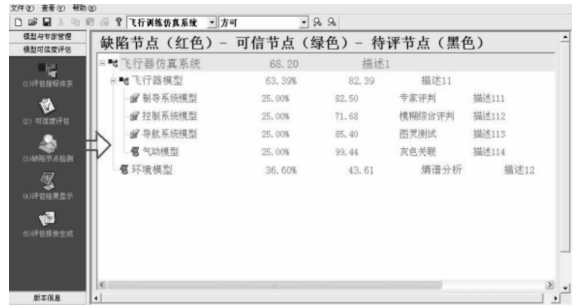 文件(F) 查看(V) 帮助(H)
飞行训练仿真系统 方可
模型与专家管理
模型可信度评估
(1)评估指标体系
(2) 可信度评估
(3)缺陷节点检测
(4)评估结果显示
(5)评估报告生成
版本信息
缺陷节点（红色）- 可信节点（绿色）- 待评节点（黑色）
飞行器仿真系统 68.20 描述1
飞行器模型 63.39% 82.39 描述11
制导系统模型 25.00% 82.50 专家评判 描述111
控制系统模型 25.00% 71.68 模糊综合评判 描述112
导航系统模型 25.00% 85.40 图灵测试 描述113
气动模型 25.00% 99.44 灰色关联 描述114
环境模型 36.60% 43.61 熵谱分析 描述12